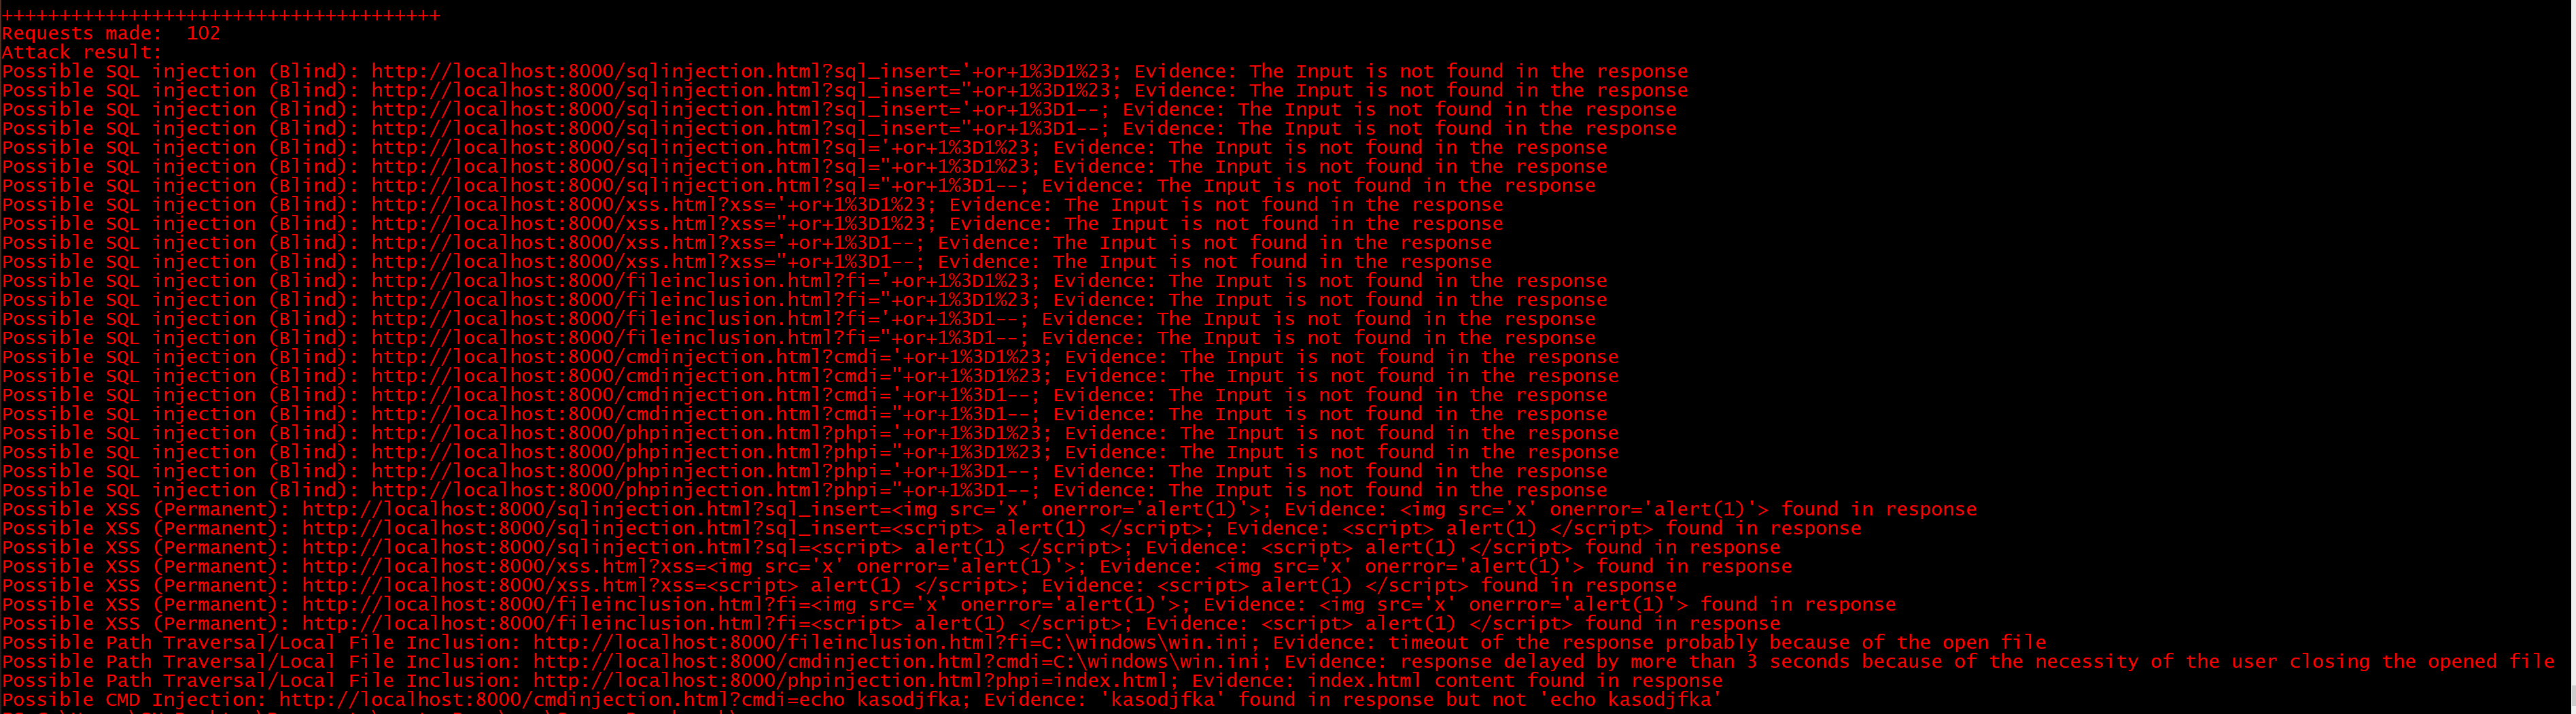 ++++++++++++++++++++++++++++++++++++++
Requests made:  102
Attack result:
Possible SQL injection (Blind): http://localhost:8000/sqlinjection.html?sql_insert='+or+1%3D1%23; Evidence: The Input is not found in the response
Possible SQL injection (Blind): http://localhost:8000/sqlinjection.html?sql_insert="+or+1%3D1%23; Evidence: The Input is not found in the response
Possible SQL injection (Blind): http://localhost:8000/sqlinjection.html?sql_insert='+or+1%3D1--; Evidence: The Input is not found in the response
Possible SQL injection (Blind): http://localhost:8000/sqlinjection.html?sql_insert="+or+1%3D1--; Evidence: The Input is not found in the response
Possible SQL injection (Blind): http://localhost:8000/sqlinjection.html?sql='+or+1%3D1%23; Evidence: The Input is not found in the response
Possible SQL injection (Blind): http://localhost:8000/sqlinjection.html?sql="+or+1%3D1%23; Evidence: The Input is not found in the response
Possible SQL injection (Blind): http://localhost:8000/sqlinjection.html?sql="+or+1%3D1--; Evidence: The Input is not found in the response
Possible SQL injection (Blind): http://localhost:8000/xss.html?xss='+or+1%3D1%23; Evidence: The Input is not found in the response
Possible SQL injection (Blind): http://localhost:8000/xss.html?xss="+or+1%3D1%23; Evidence: The Input is not found in the response
Possible SQL injection (Blind): http://localhost:8000/xss.html?xss='+or+1%3D1--; Evidence: The Input is not found in the response
Possible SQL injection (Blind): http://localhost:8000/xss.html?xss="+or+1%3D1--; Evidence: The Input is not found in the response
Possible SQL injection (Blind): http://localhost:8000/fileinclusion.html?fi='+or+1%3D1%23; Evidence: The Input is not found in the response
Possible SQL injection (Blind): http://localhost:8000/fileinclusion.html?fi="+or+1%3D1%23; Evidence: The Input is not found in the response
Possible SQL injection (Blind): http://localhost:8000/fileinclusion.html?fi='+or+1%3D1--; Evidence: The Input is not found in the response
Possible SQL injection (Blind): http://localhost:8000/fileinclusion.html?fi="+or+1%3D1--; Evidence: The Input is not found in the response
Possible SQL injection (Blind): http://localhost:8000/cmdinjection.html?cmdi='+or+1%3D1%23; Evidence: The Input is not found in the response
Possible SQL injection (Blind): http://localhost:8000/cmdinjection.html?cmdi="+or+1%3D1%23; Evidence: The Input is not found in the response
Possible SQL injection (Blind): http://localhost:8000/cmdinjection.html?cmdi='+or+1%3D1--; Evidence: The Input is not found in the response
Possible SQL injection (Blind): http://localhost:8000/cmdinjection.html?cmdi="+or+1%3D1--; Evidence: The Input is not found in the response
Possible SQL injection (Blind): http://localhost:8000/phpinjection.html?phpi='+or+1%3D1%23; Evidence: The Input is not found in the response
Possible SQL injection (Blind): http://localhost:8000/phpinjection.html?phpi="+or+1%3D1%23; Evidence: The Input is not found in the response
Possible SQL injection (Blind): http://localhost:8000/phpinjection.html?phpi='+or+1%3D1--; Evidence: The Input is not found in the response
Possible SQL injection (Blind): http://localhost:8000/phpinjection.html?phpi="+or+1%3D1--; Evidence: The Input is not found in the response
Possible XSS (Permanent): http://localhost:8000/sqlinjection.html?sql_insert=<img src='x' onerror='alert(1)'>; Evidence: <img src='x' onerror='alert(1)'> found in response
Possible XSS (Permanent): http://localhost:8000/sqlinjection.html?sql_insert=<script> alert(1) </script>; Evidence: <script> alert(1) </script> found in response
Possible XSS (Permanent): http://localhost:8000/sqlinjection.html?sql=<script> alert(1) </script>; Evidence: <script> alert(1) </script> found in response
Possible XSS (Permanent): http://localhost:8000/xss.html?xss=<img src='x' onerror='alert(1)'>; Evidence: <img src='x' onerror='alert(1)'> found in response
Possible XSS (Permanent): http://localhost:8000/xss.html?xss=<script> alert(1) </script>; Evidence: <script> alert(1) </script> found in response
Possible XSS (Permanent): http://localhost:8000/fileinclusion.html?fi=<img src='x' onerror='alert(1)'>; Evidence: <img src='x' onerror='alert(1)'> found in response
Possible XSS (Permanent): http://localhost:8000/fileinclusion.html?fi=<script> alert(1) </script>; Evidence: <script> alert(1) </script> found in response
Possible Path Traversal/Local File Inclusion: http://localhost:8000/fileinclusion.html?fi=C:\windows\win.ini; Evidence: timeout of the response probably because of the open file
Possible Path Traversal/Local File Inclusion: http://localhost:8000/cmdinjection.html?cmdi=C:\windows\win.ini; Evidence: response delayed by more than 3 seconds because of the necessity of the user closing the opened file
Possible Path Traversal/Local File Inclusion: http://localhost:8000/phpinjection.html?phpi=index.html; Evidence: index.html content found in response
Possible CMD Injection: http://localhost:8000/cmdinjection.html?cmdi=echo kasodjfka; Evidence: 'kasodjfka' found in response but not 'echo kasodjfka'